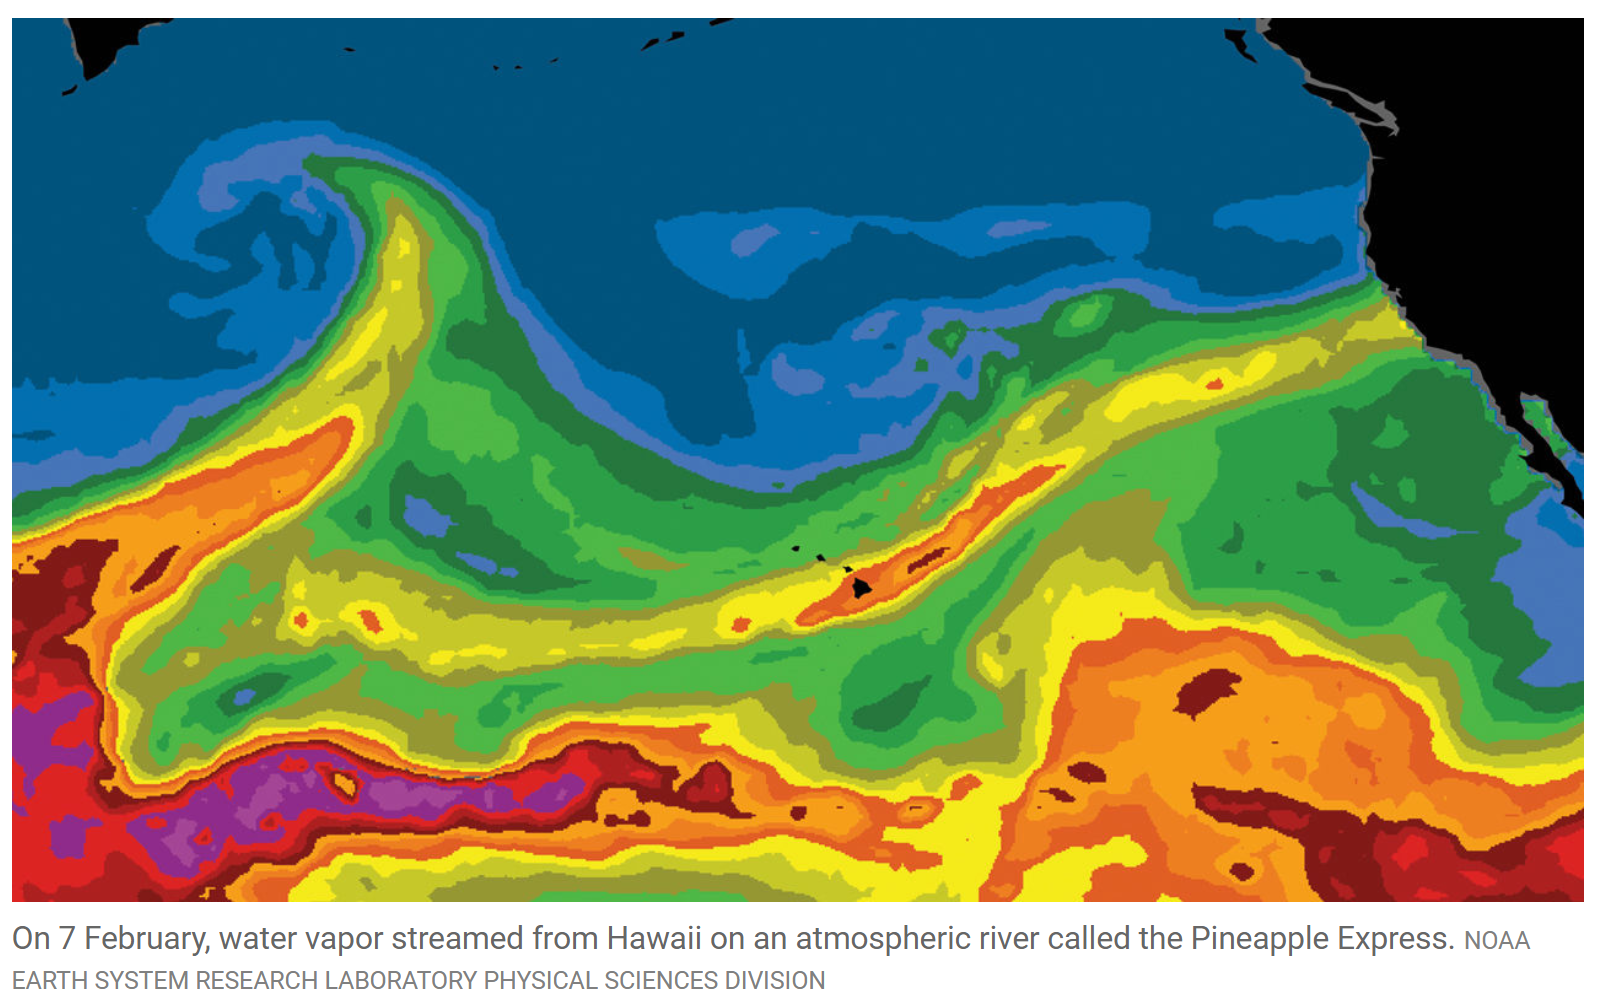 On 7 February, water vapor streamed from Hawaii on an atmospheric river called the Pineapple Express. NOAA
EARTH SYSTEM RESEARCH LABORATORY PHYSICAL SCIENCES DIVISION